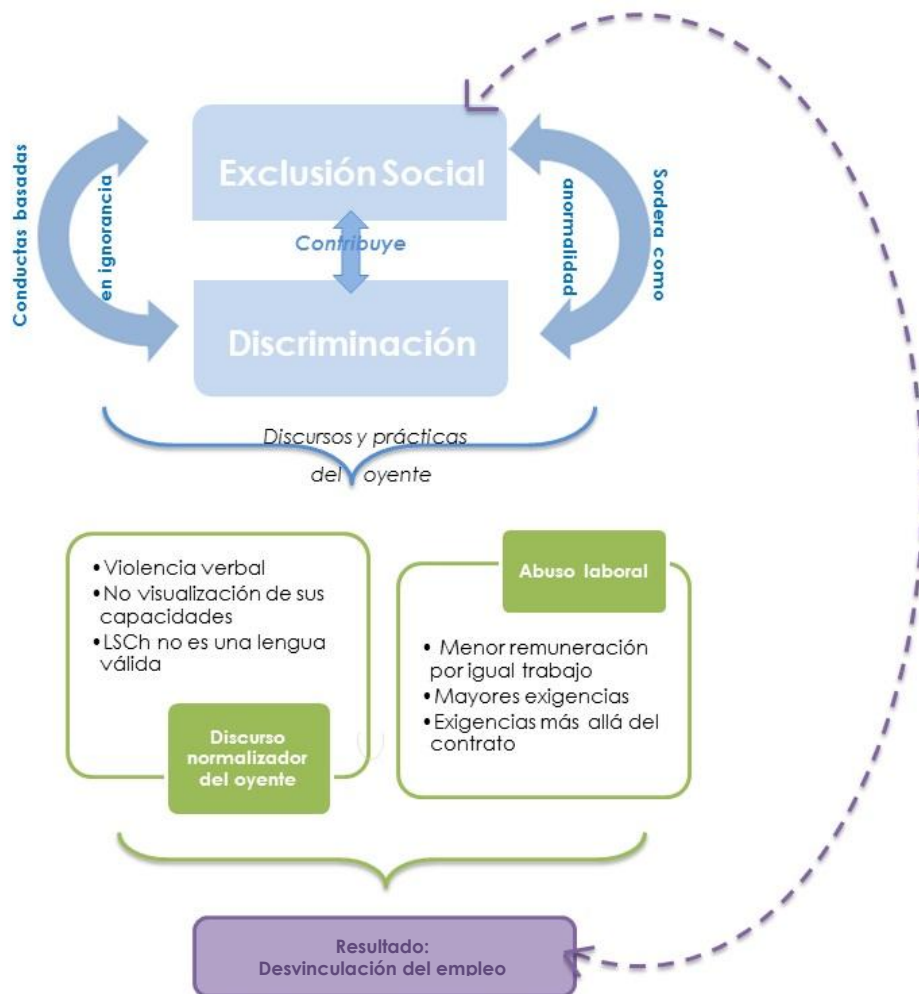 Exclusión Social
Conductas basadas
en ignorancia
Contribuye
anormalidad
Sordera como
Discriminación
Discursos y prácticas
del oyente
•Violencia verbal
•No visualización de sus
capacidades
•LSCh no es una lengua
válida
Discurso
normalizador
del oyente
Abuso laboral
• Menor remuneración
por igual trabajo
•Mayores exigencias
•Exigencias más allá del
contrato
Resultado:
Desvinculación del empleo